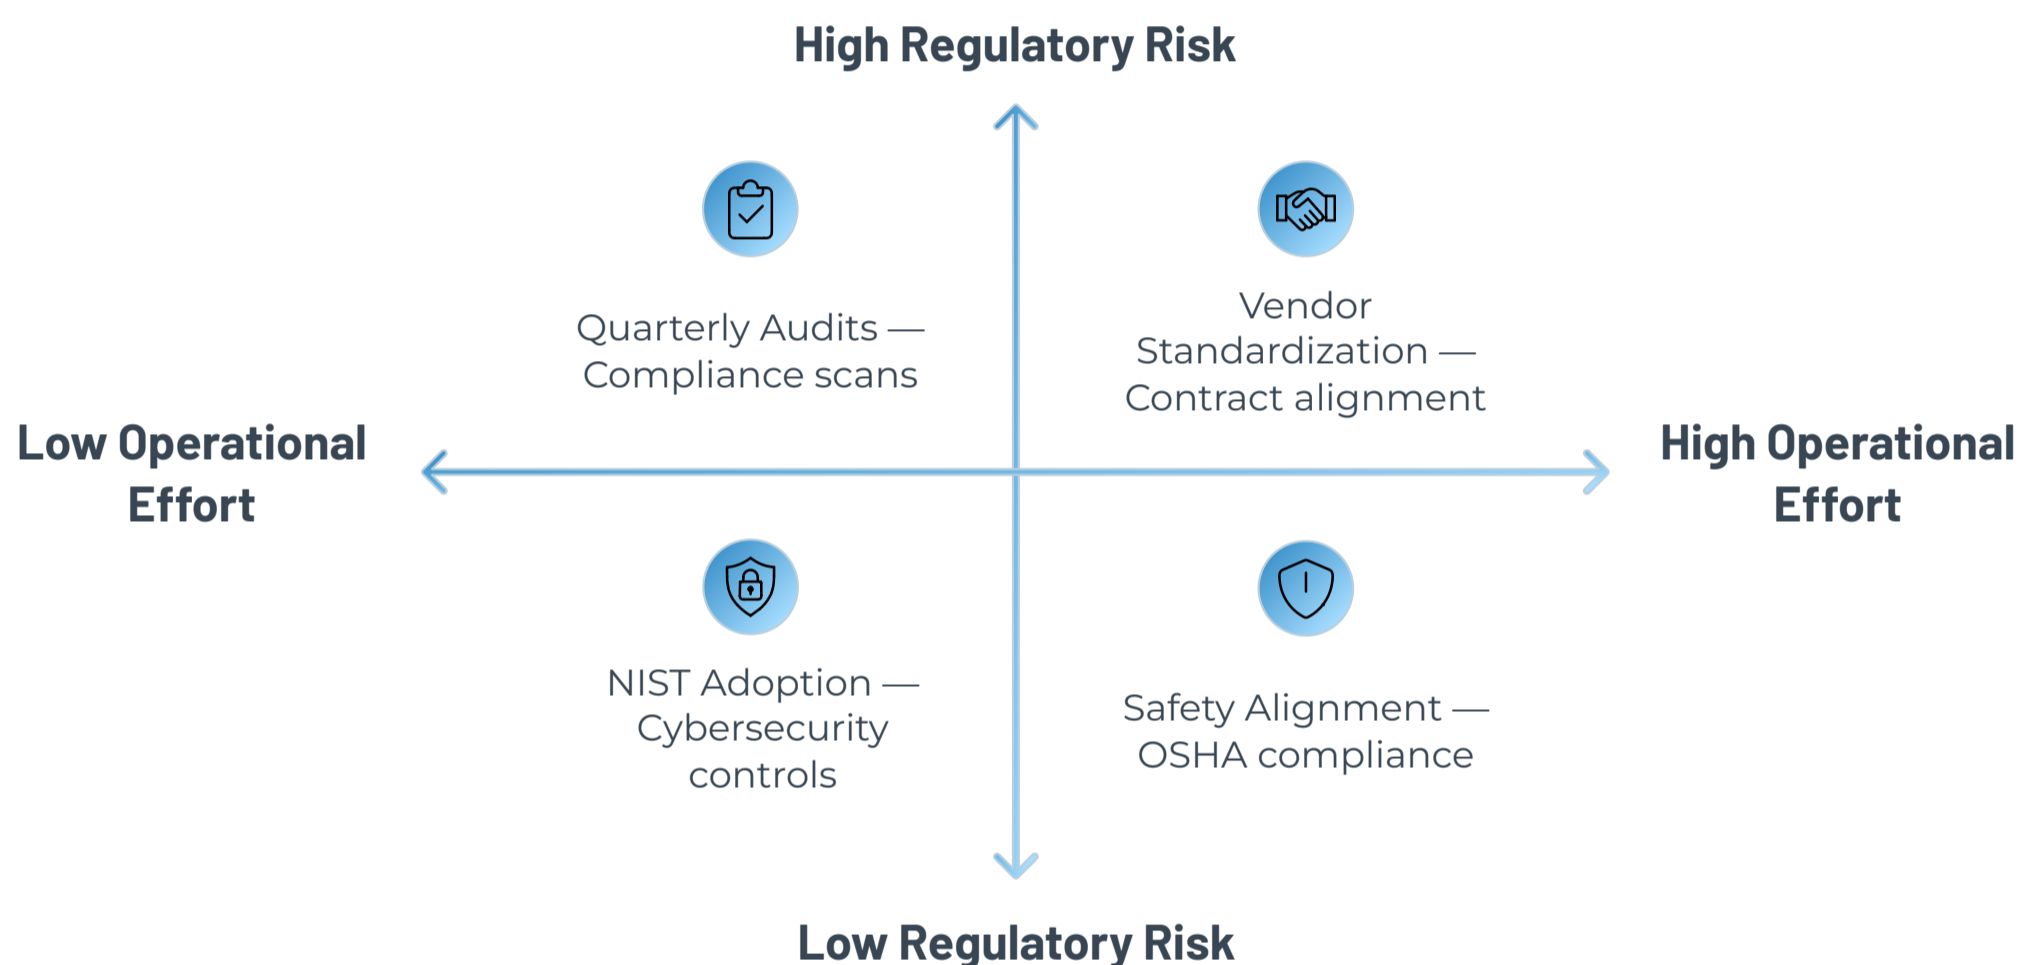 High Regulatory Risk
Quarterly Audits —
Compliance scans
Vendor
Standardization —
Contract alignment
Low Operational
Effort
High Operational
Effort
NIST Adoption —
Cybersecurity
controls
Safety Alignment —
OSHA compliance
Low Regulatory Risk